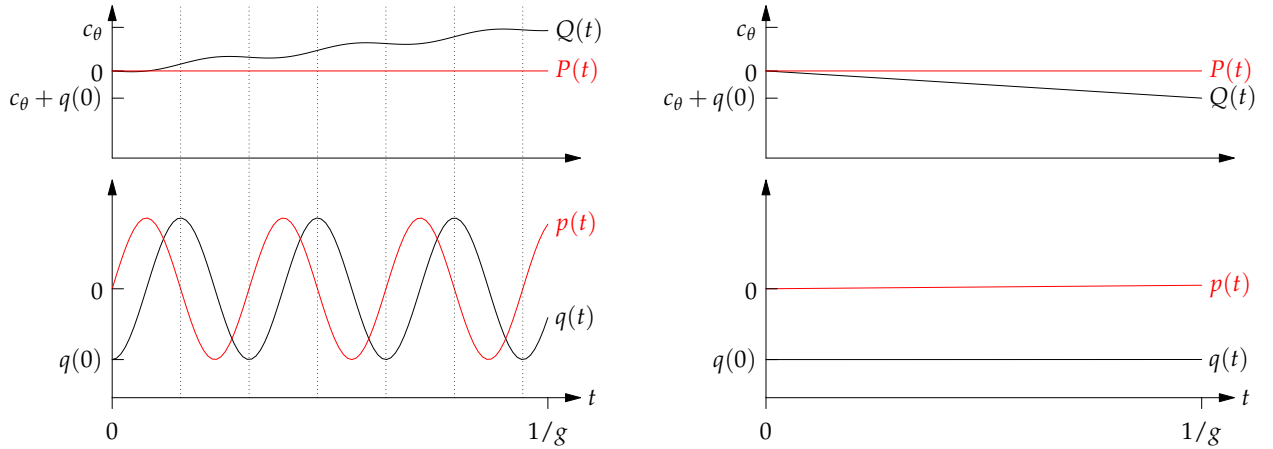 c_θ
Q(t)
0
P(t)
c_θ + q(0)
p(t)
0
q(t)
q(0)
t
0
1/g
c_θ
0
P(t)
c_θ + q(0)
Q(t)
0
p(t)
q(0)
q(t)
t
0
1/g